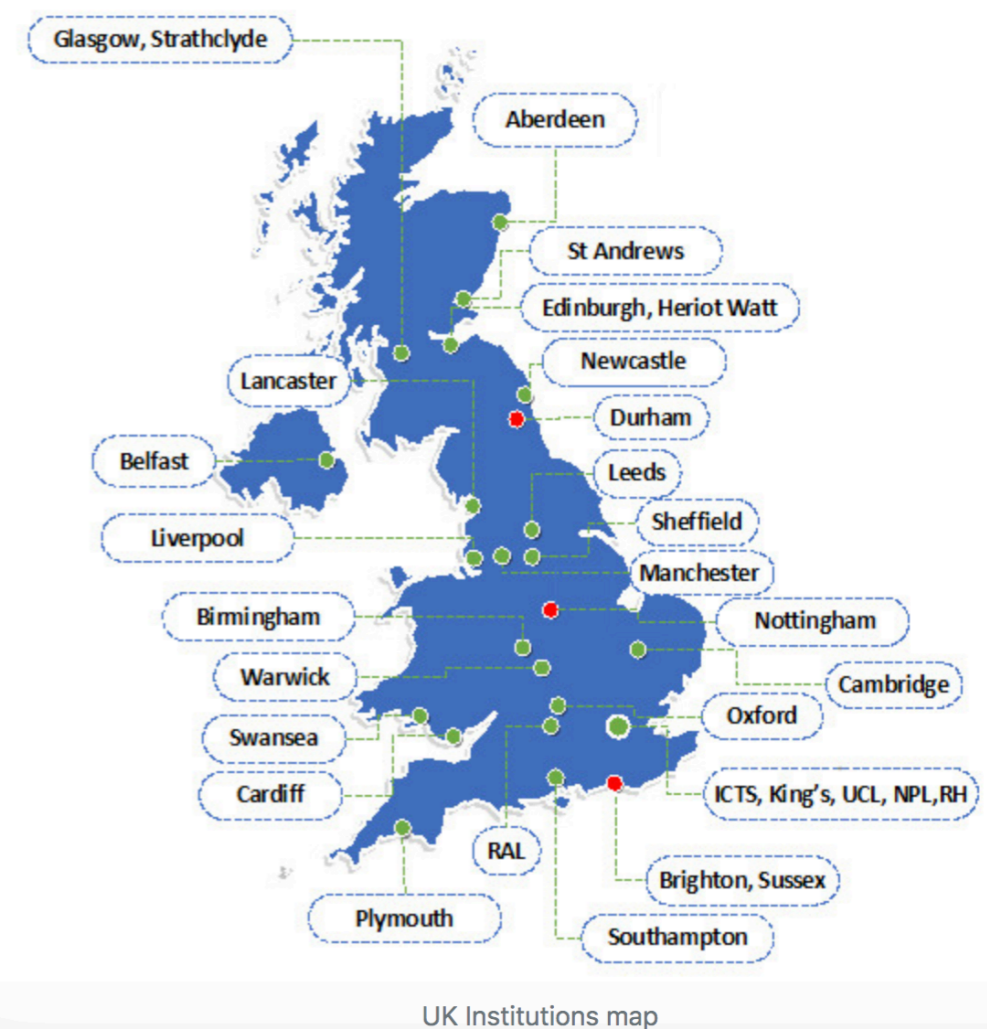 Glasgow, Strathclyde
Aberdeen
St Andrews
Edinburgh, Heriot Watt
Newcastle
Lancaster
Durham
Belfast
Leeds
Sheffield
Liverpool
Manchester
Birmingham
Nottingham
Warwick
Cambridge
Oxford
Swansea
Cardiff
ICTS, King's, UCL, NPL,RH
RAL
Brighton, Sussex
Plymouth
Southampton
UK Institutions map